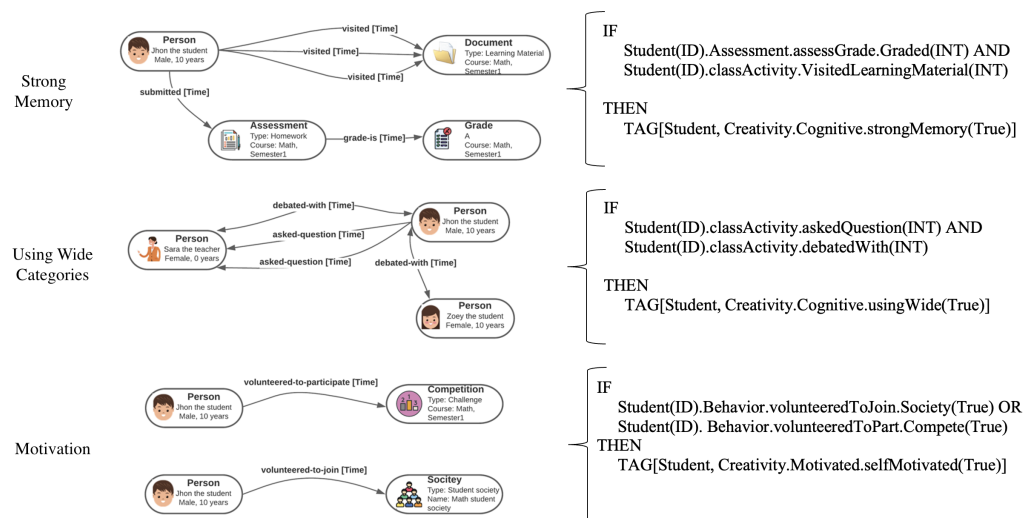 Strong
Memory
Person
Jhon the student
Male, 10 years
visited [Time]
visited [Time]
visited [Time]
Document
Type: Learning Material
Course: Math,
Semester1
submitted [Time]
Assessment
Type: Homework
Course: Math,
Semester1
grade-is [Time]
Grade
A
Course: Math,
Semester1
IF
Student(ID).Assessment.assessGrade.Graded(INT) AND
Student(ID).classActivity.VisitedLearningMaterial(INT)
THEN
TAG[Student, Creativity.Cognitive.strongMemory(True)]
Using Wide
Categories
Person
Sara the teacher
Female, 0 years
debated-with [Time]
asked-question [Time]
asked-question [Time]
debated-with [Time]
Person
Jhon the student
Male, 10 years
Person
Zoey the student
Female, 10 years
IF
Student(ID).classActivity.askedQuestion(INT) AND
Student(ID).classActivity.debatedWith(INT)
THEN
TAG[Student, Creativity.Cognitive.usingWide(True)]
Motivation
Person
Jhon the student
Male, 10 years
volunteered-to-participate [Time]
Competition
Type: Challenge
Course: Math,
Semester1
Person
Jhon the student
Male, 10 years
volunteered-to-join [Time]
Socitey
Type: Student society
Name: Math student
society
IF
Student(ID).Behavior.volunteeredToJoin.Society(True) OR
Student(ID). Behavior.volunteeredToPart.Compete(True)
THEN
TAG[Student, Creativity.Motivated.selfMotivated(True)]